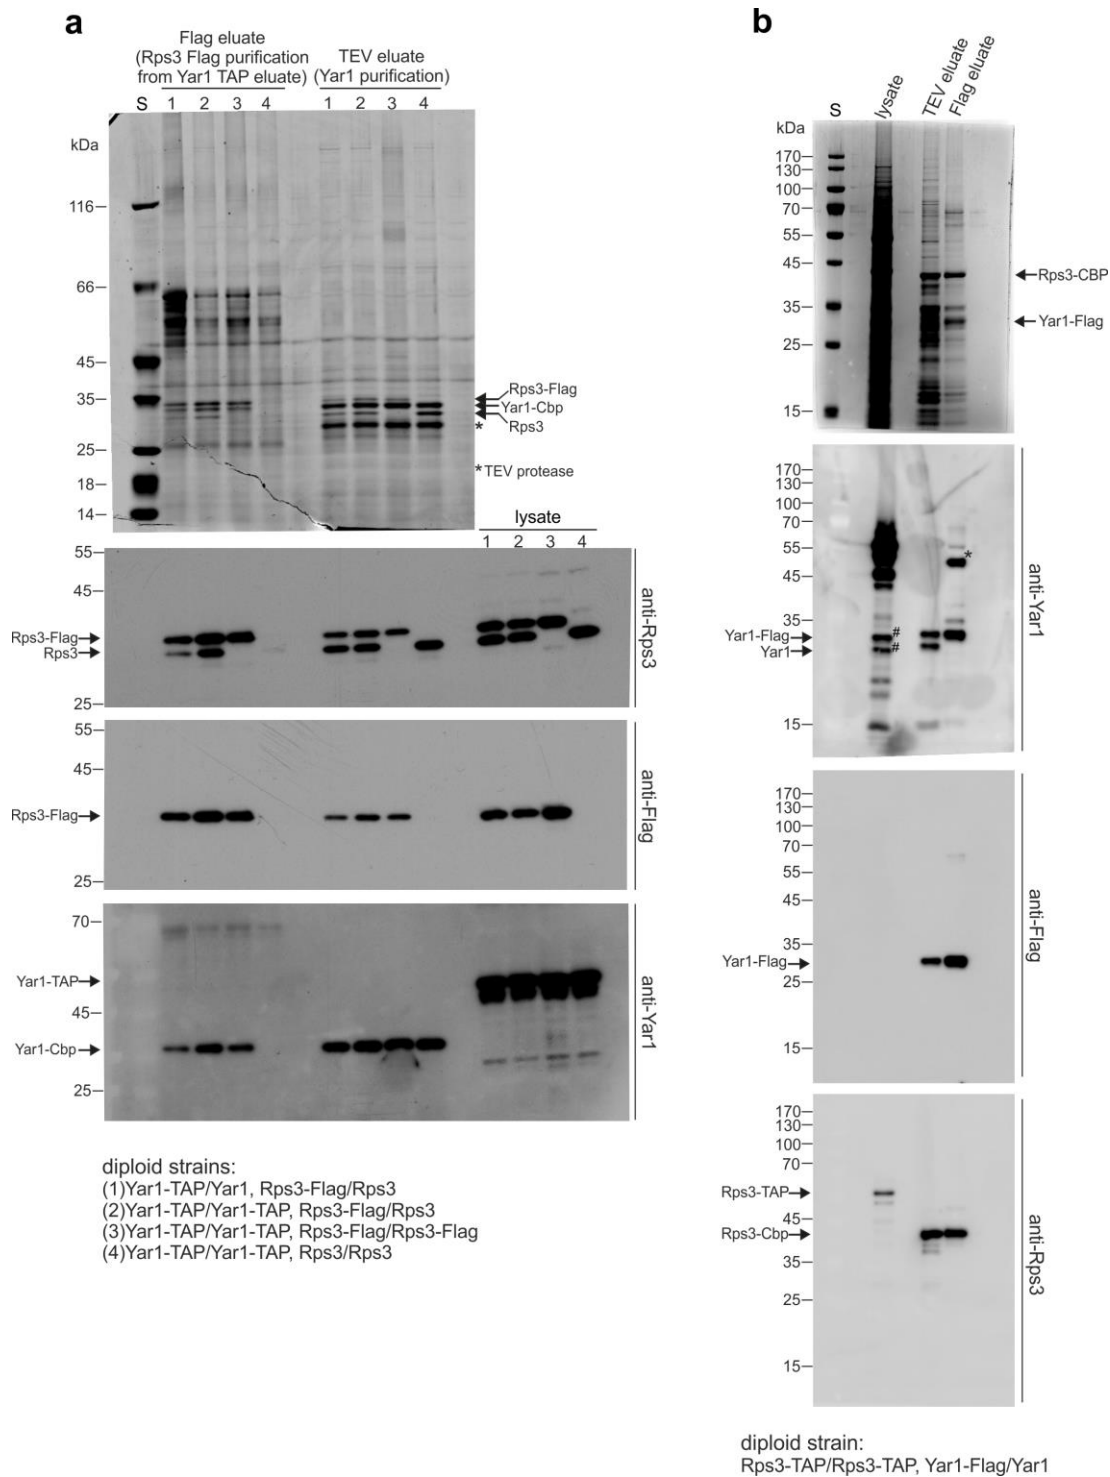 a
Flag eluate
(Rps3 Flag purification
from Yar1 TAP eluate)
TEV eluate
(Yar1 purification)
S 1 2 3 4 1 2 3 4
kDa
116
66
45
35
25
18
14
Rps3-Flag
Yar1-Cbp
Rps3
*
*TEV protease
lysate
1 2 3 4
55
45
Rps3-Flag
Rps3
25
anti-Rps3
55
45
Rps3-Flag
25
anti-Flag
70
Yar1-TAP
45
Yar1-Cbp
25
anti-Yar1
diploid strains:
(1)Yar1-TAP/Yar1, Rps3-Flag/Rps3
(2)Yar1-TAP/Yar1-TAP, Rps3-Flag/Rps3
(3)Yar1-TAP/Yar1-TAP, Rps3-Flag/Rps3-Flag
(4)Yar1-TAP/Yar1-TAP, Rps3/Rps3
b
S lysate TEV eluate Flag eluate
kDa
170
130
100
70
55
45
35
25
15
Rps3-CBP
Yar1-Flag
170
130
100
70
55
45
35
Yar1-Flag
Yar1
15
*
#
#
anti-Yar1
170
130
100
70
55
45
35
Yar1-Flag
25
15
anti-Flag
170
130
100
70
Rps3-TAP
45
Rps3-Cbp
35
25
15
anti-Rps3
diploid strain:
Rps3-TAP/Rps3-TAP, Yar1-Flag/Yar1